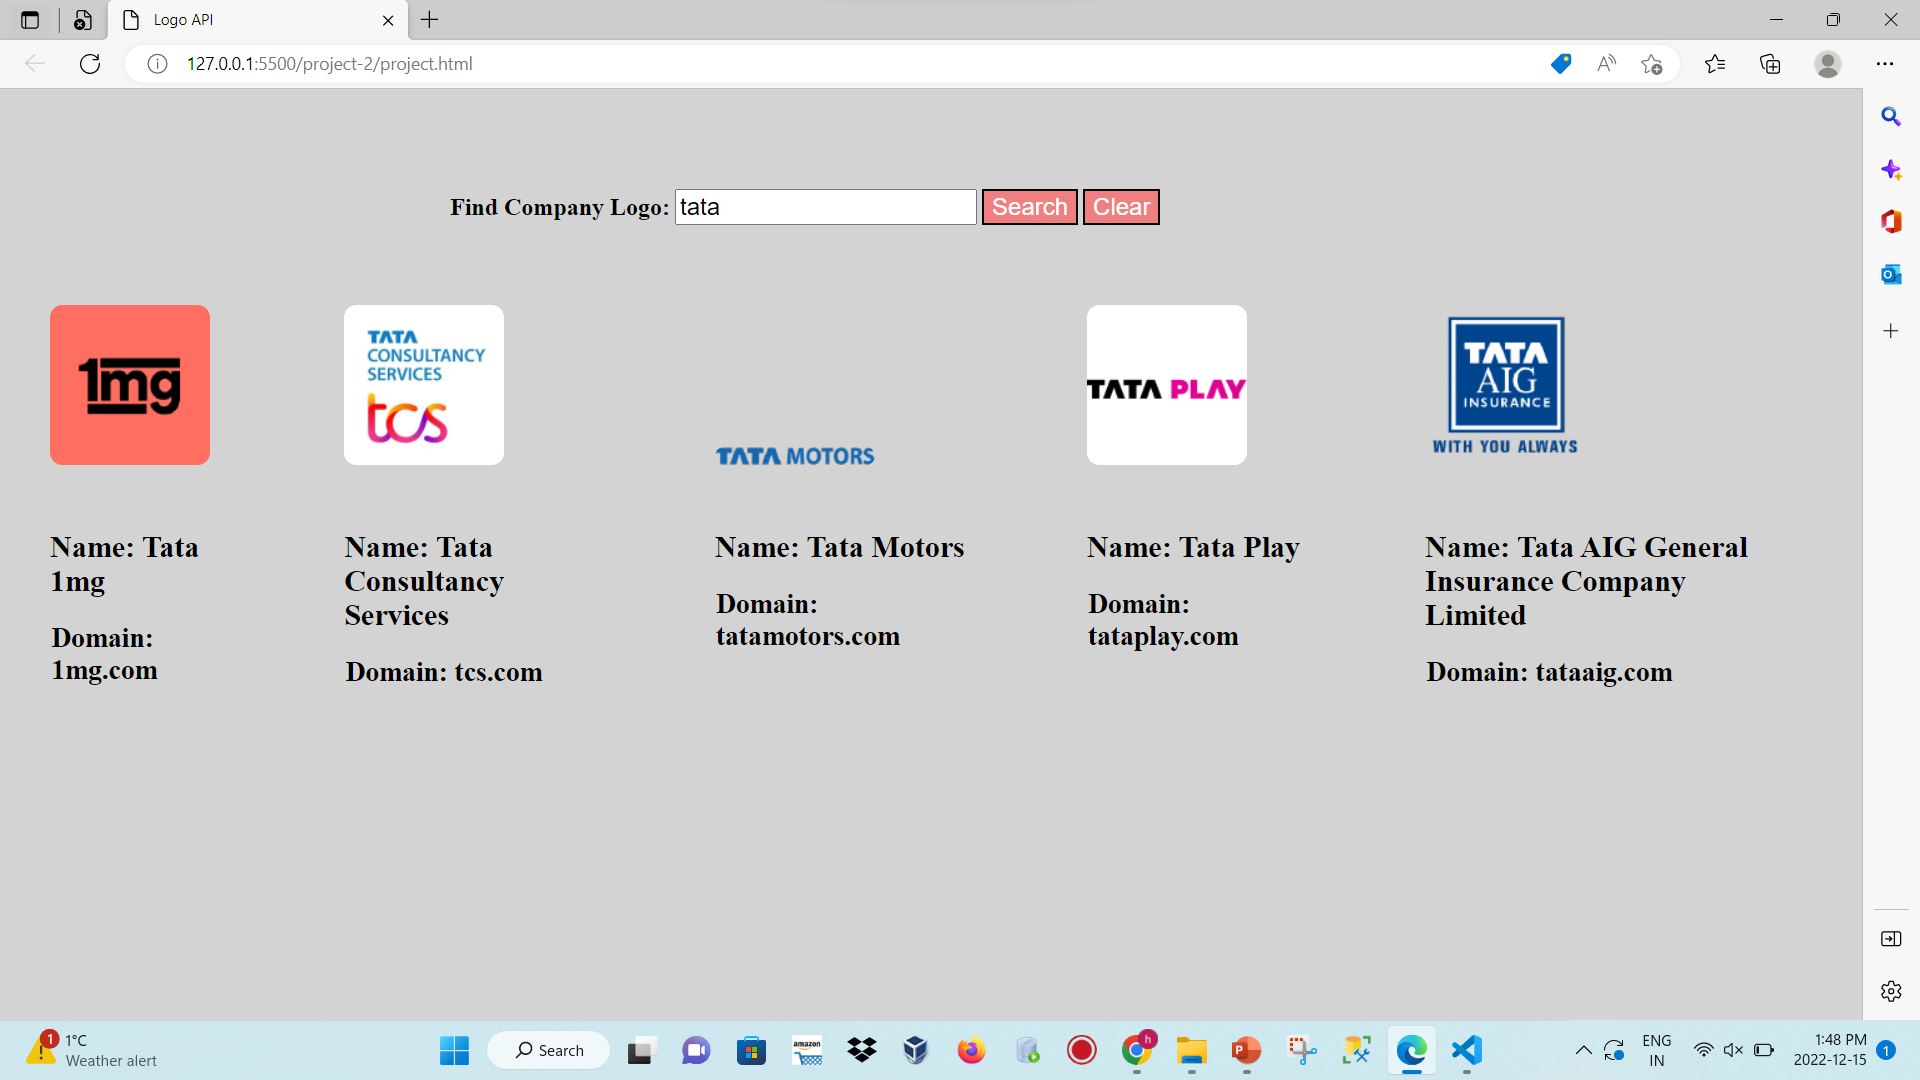 Logo API
127.0.0.1:5500/project-2/project.html
Find Company Logo: tata Search Clear
1mg
TATA
CONSULTANCY
SERVICES
tcs
TATA MOTORS
TATA PLAY
TATA
AIG
INSURANCE
WITH YOU ALWAYS
Name: Tata
1mg
Domain:
1mg.com
Name: Tata
Consultancy
Services
Domain: tcs.com
Name: Tata Motors
Domain:
tatamotors.com
Name: Tata Play
Domain:
tataplay.com
Name: Tata AIG General
Insurance Company
Limited
Domain: tataaig.com
1
1°C
Weather alert
Search
amazon
h
P
ENG
IN
1:48 PM
2022-12-15
1